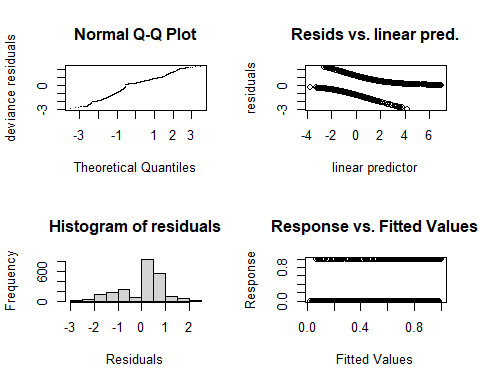 Normal Q-Q Plot
deviance residuals
-3 0
-3 -1 1 2 3
Theoretical Quantiles
Resids vs. linear pred.
residuals
-3 0
-4 -2 0 2 4 6
linear predictor
Histogram of residuals
Frequency
0 600
-3 -2 -1 0 1 2
Residuals
Response vs. Fitted Values
Response
0.0 0.8
0.0 0.4 0.8
Fitted Values